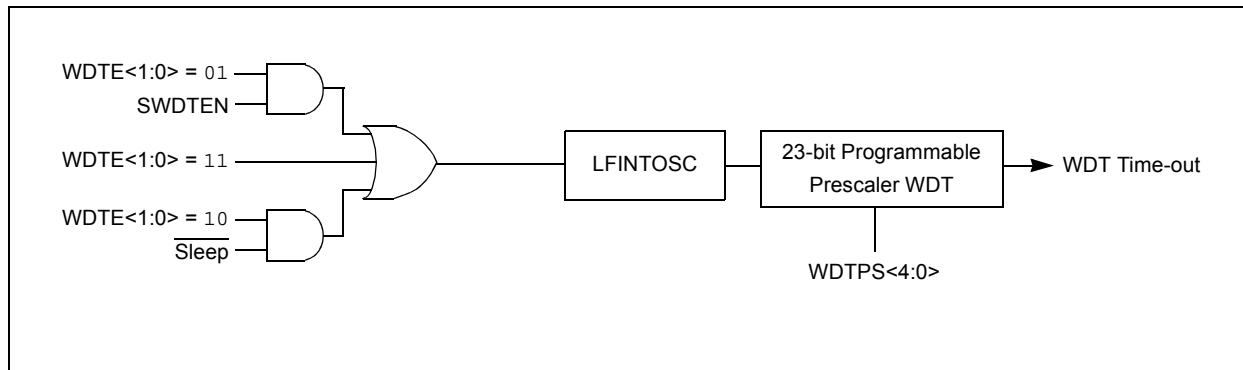 WDTE<1:0> = 01
SWDTEN
WDTE<1:0> = 11
WDTE<1:0> = 10
Sleep
LFINTOSC
23-bit Programmable
Prescaler WDT
WDT Time-out
WDTPS<4:0>